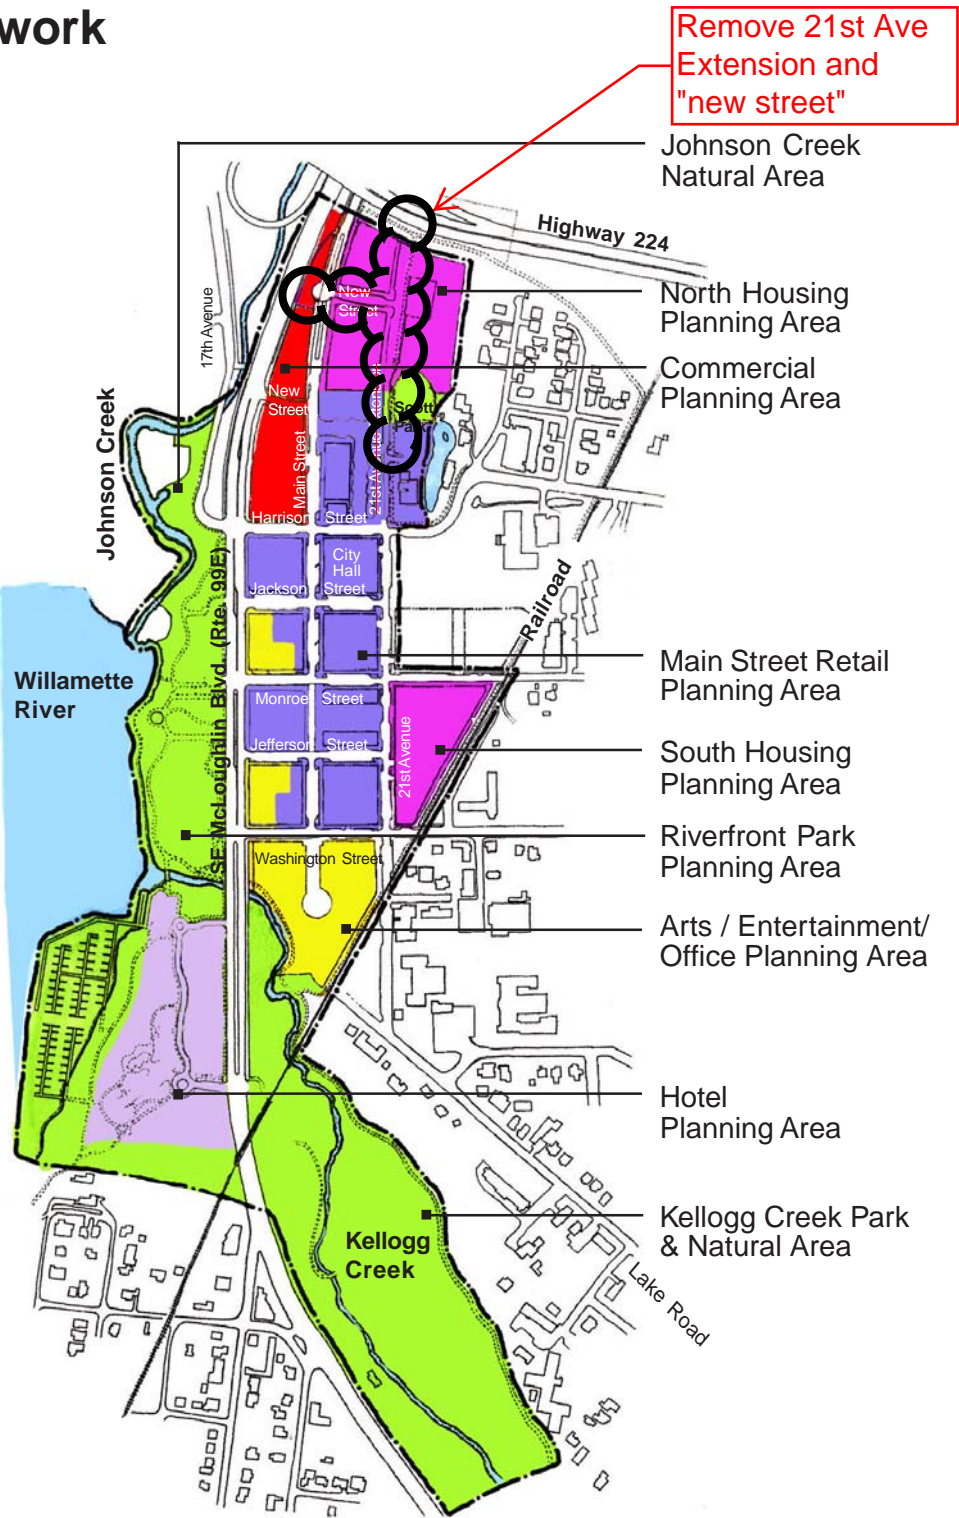 work
Remove 21st Ave
Extension and
"new street"
Johnson Creek
Natural Area
Highway 224
North Housing
Planning Area
New
Street
17th Avenue
Commercial
Planning Area
New
Street
Scott
Park
Johnson Creek
Main Street
21st Avenue Extension
Harrison Street
City
Hall
Jackson Street
Railroad
SE McLoughlin Blvd. (Rte. 99E)
Main Street Retail
Planning Area
Willamette
River
Monroe Street
21st Avenue
Jefferson Street
South Housing
Planning Area
Riverfront Park
Planning Area
Washington Street
Arts / Entertainment/
Office Planning Area
Hotel
Planning Area
Kellogg Creek Park
& Natural Area
Kellogg
Creek
Lake Road